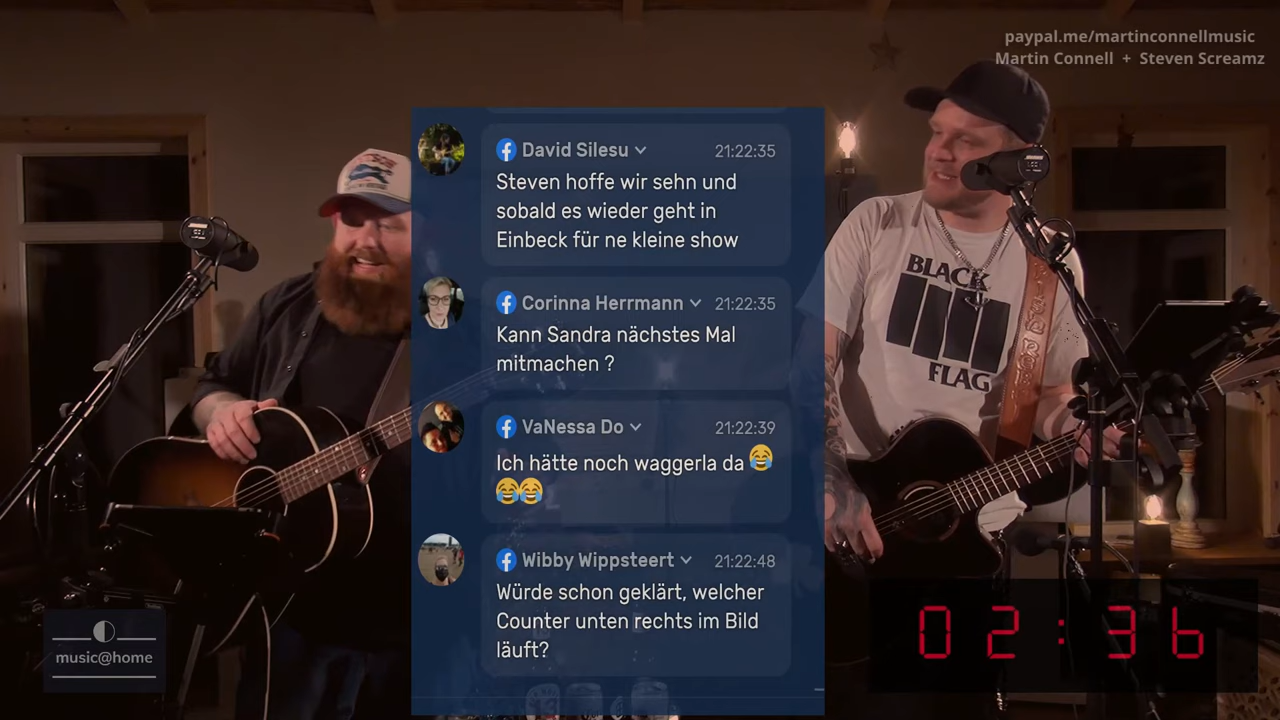 paypal.me/martinconnellmusic
Martin Connell + Steven Screamz
David Silesu 21:22:35
Steven hoffe wir sehn und
sobald es wieder geht in
Einbeck für ne kleine show
Corinna Herrmann 21:22:35
Kann Sandra nächstes Mal
mitmachen ?
VaNessa Do 21:22:39
Ich hätte noch waggerla da 😂
😂😂
Wibby Wippsteert 21:22:48
Würde schon geklärt, welcher
Counter unten rechts im Bild
läuft?
BLACK
FLAG
music@home
02:36